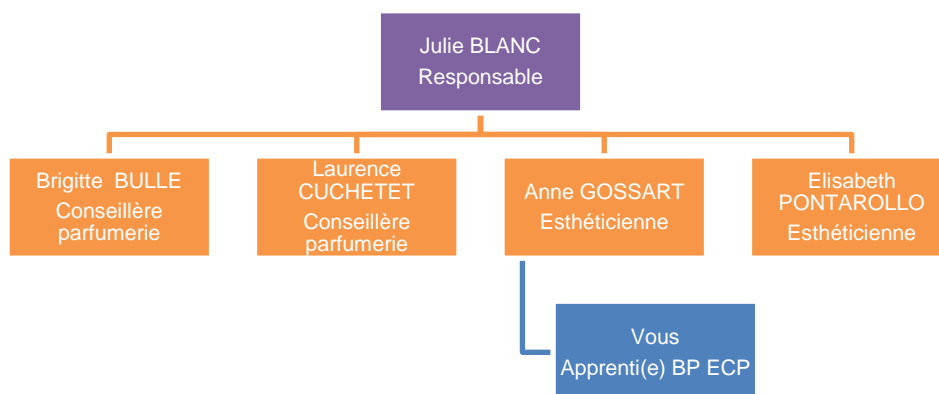 Julie BLANC
Responsable
Brigitte BULLE
Conseillère
parfumerie
Laurence
CUCHETET
Conseillère
parfumerie
Anne GOSSART
Esthéticienne
Elisabeth
PONTAROLLO
Esthéticienne
Vous
Apprenti(e) BP ECP